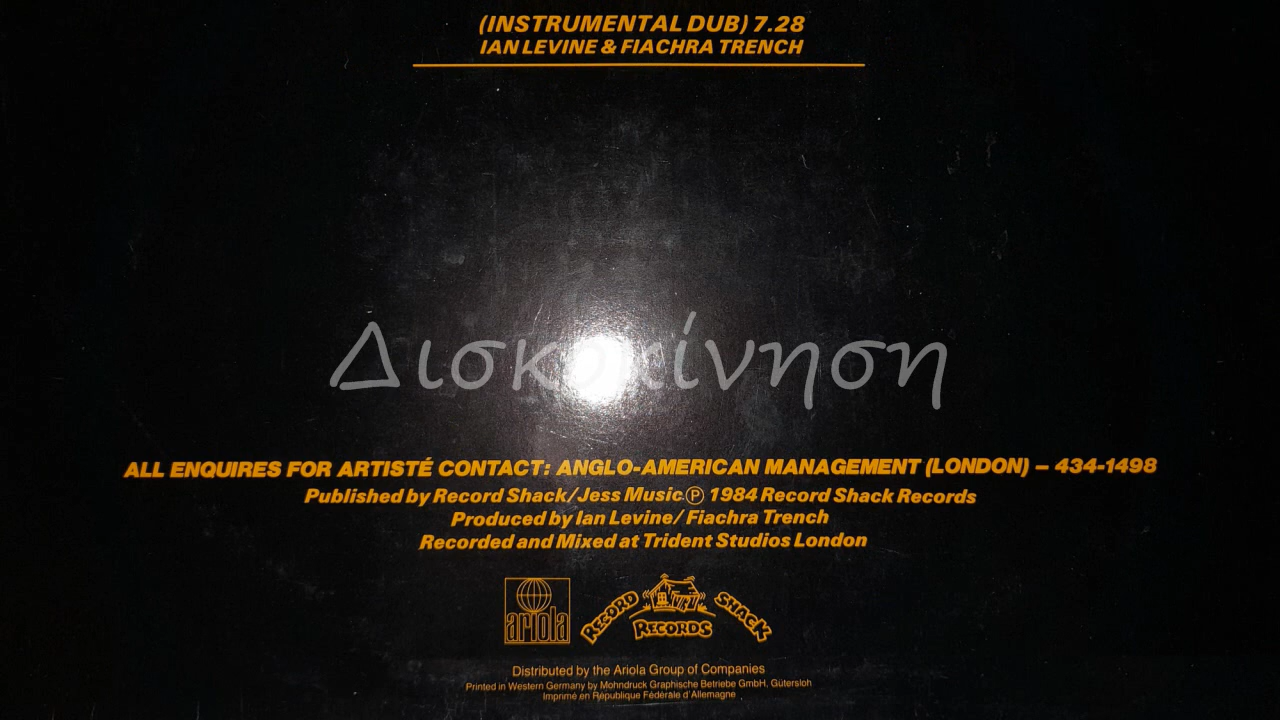 (INSTRUMENTAL DUB) 7.28
IAN LEVINE & FIACHRA TRENCH
Δισκοκίνηση
ALL ENQUIRES FOR ARTISTÉ CONTACT: ANGLO-AMERICAN MANAGEMENT (LONDON) – 434-1498
Published by Record Shack/Jess Music Ⓟ 1984 Record Shack Records
Produced by Ian Levine/Fiachra Trench
Recorded and Mixed at Trident Studios London
ariola
RECORD SHACK
RECORDS
Distributed by the Ariola Group of Companies
Printed in Western Germany by Mohndruck Graphische Betriebe GmbH, Gütersloh
Imprimé en République Fédérale d'Allemagne